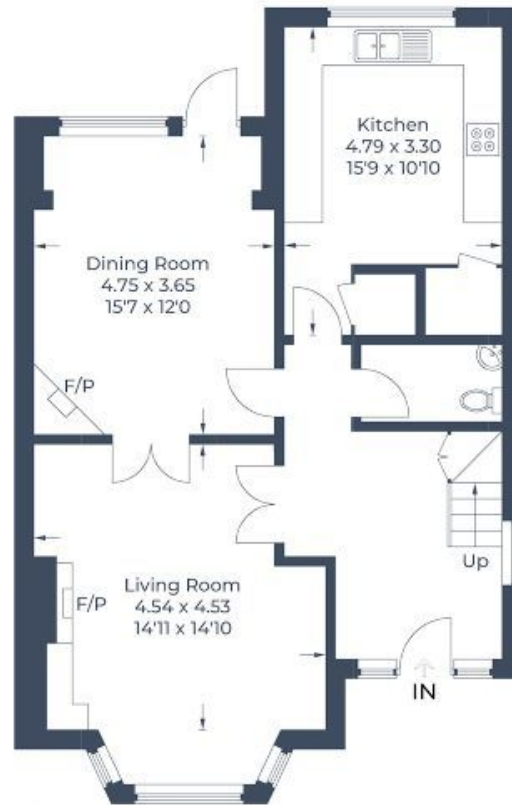 Kitchen
4.79 x 3.30
15'9 x 10'10
Dining Room
4.75 x 3.65
15'7 x 12'0
F/P
Living Room
4.54 x 4.53
14'11 x 14'10
F/P
Up
IN